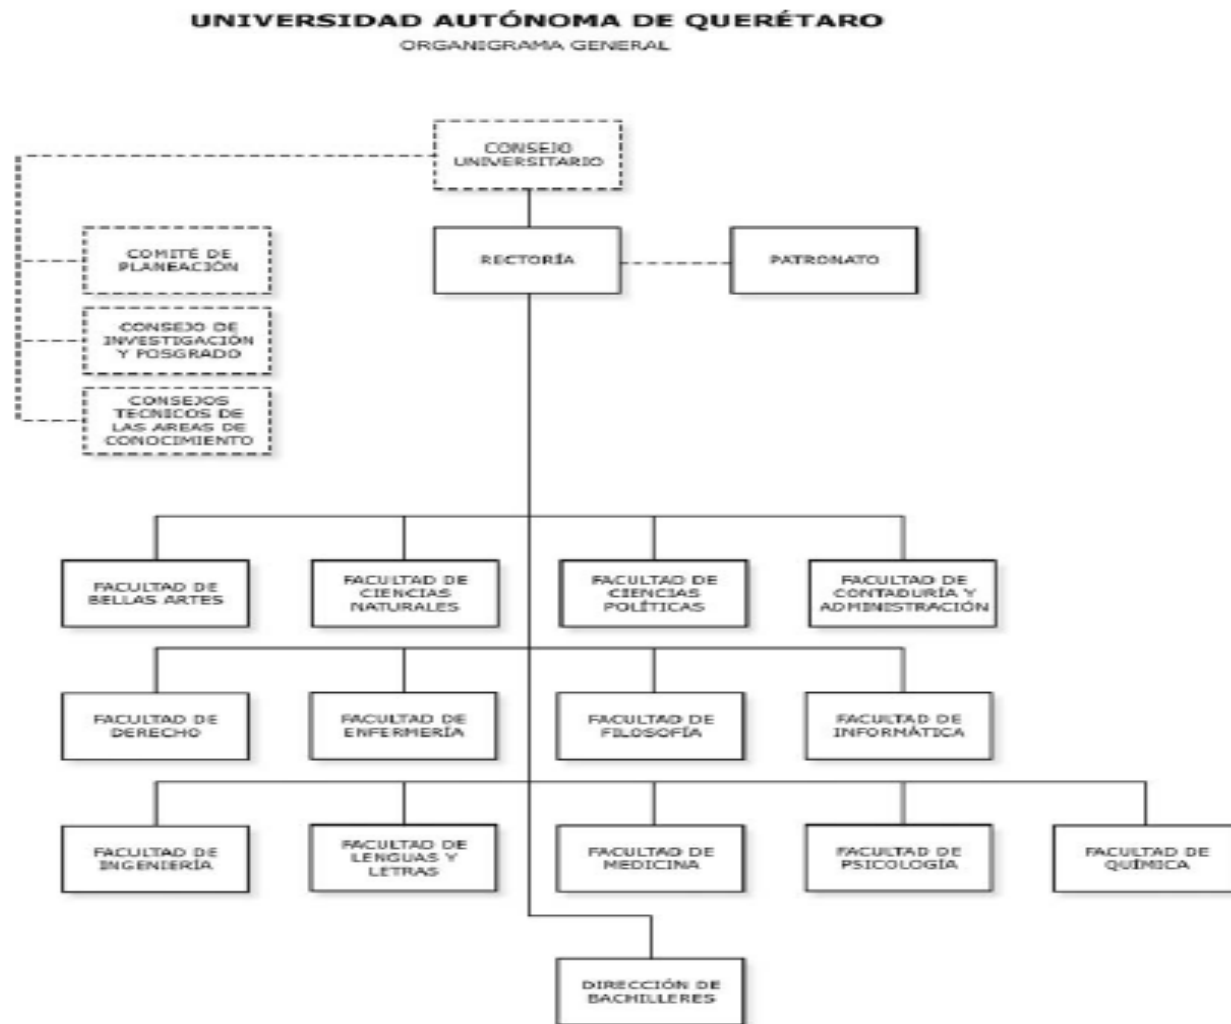 UNIVERSIDAD AUTÓNOMA DE QUERÉTARO
ORGANIGRAMA GENERAL
CONSEJO
UNIVERSITARIO
COMITÉ DE
PLANEACIÓN
RECTORÍA
PATRONATO
CONSEJO DE
INVESTIGACIÓN
Y POSGRADO
CONSEJOS
TECNICOS DE
LAS AREAS DE
CONOCIMIENTO
FACULTAD DE
BELLAS ARTES
FACULTAD DE
CIENCIAS
NATURALES
FACULTAD DE
CIENCIAS
POLÍTICAS
FACULTAD DE
CONTADURÍA Y
ADMINISTRACIÓN
FACULTAD DE
DERECHO
FACULTAD DE
ENFERMERÍA
FACULTAD DE
FILOSOFÍA
FACULTAD DE
INFORMÁTICA
FACULTAD DE
INGENIERÍA
FACULTAD DE
LENGUAS Y
LETRAS
FACULTAD DE
MEDICINA
FACULTAD DE
PSICOLOGÍA
FACULTAD DE
QUÍMICA
DIRECCIÓN DE
BACHILLERES